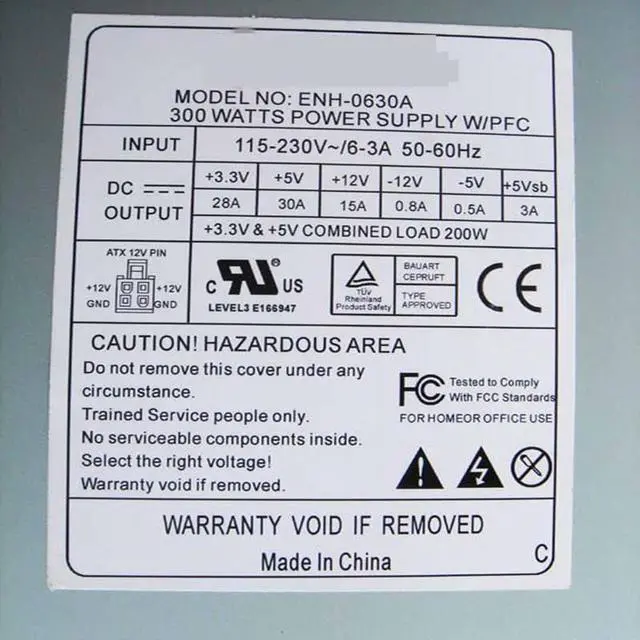 MODEL NO: ENH-0630A
300 WATTS POWER SUPPLY W/PFC
INPUT 115-230V~/6-3A 50-60Hz
DC OUTPUT
+3.3V +5V +12V -12V -5V +5Vsb
28A 30A 15A 0.8A 0.5A 3A
+3.3V & +5V COMBINED LOAD 200W
ATX 12V PIN
+12V +12V
GND GND
C UR US
LEVEL3 E166947
TÜV
Rheinland
Product Safety
BAUART
GEPRUFT
TYPE
APPROVED
CE
CAUTION! HAZARDOUS AREA
Do not remove this cover under any
circumstance.
Trained Service people only.
No serviceable components inside.
Select the right voltage!
Warranty void if removed.
FC Tested to Comply
With FCC Standards
FOR HOMEOR OFFICE USE
WARRANTY VOID IF REMOVED
Made In China
C